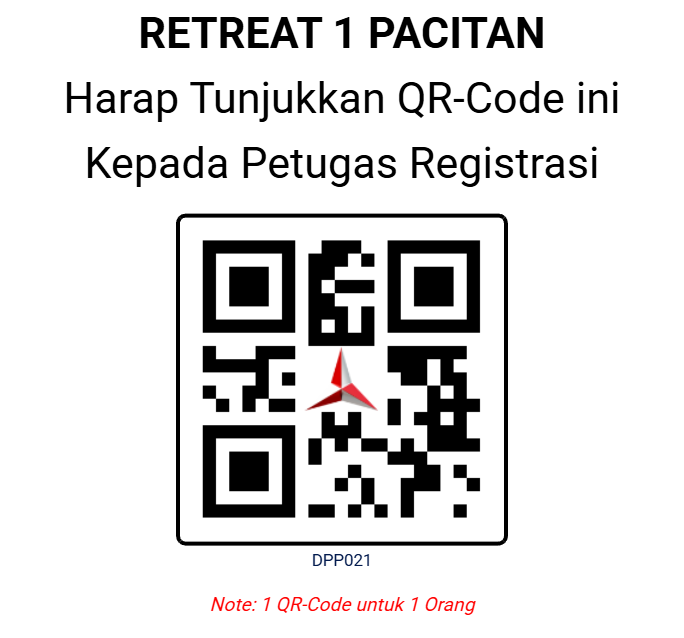 RETREAT 1 PACITAN
Harap Tunjukkan QR-Code ini
Kepada Petugas Registrasi
DPP021
Note: 1 QR-Code untuk 1 Orang